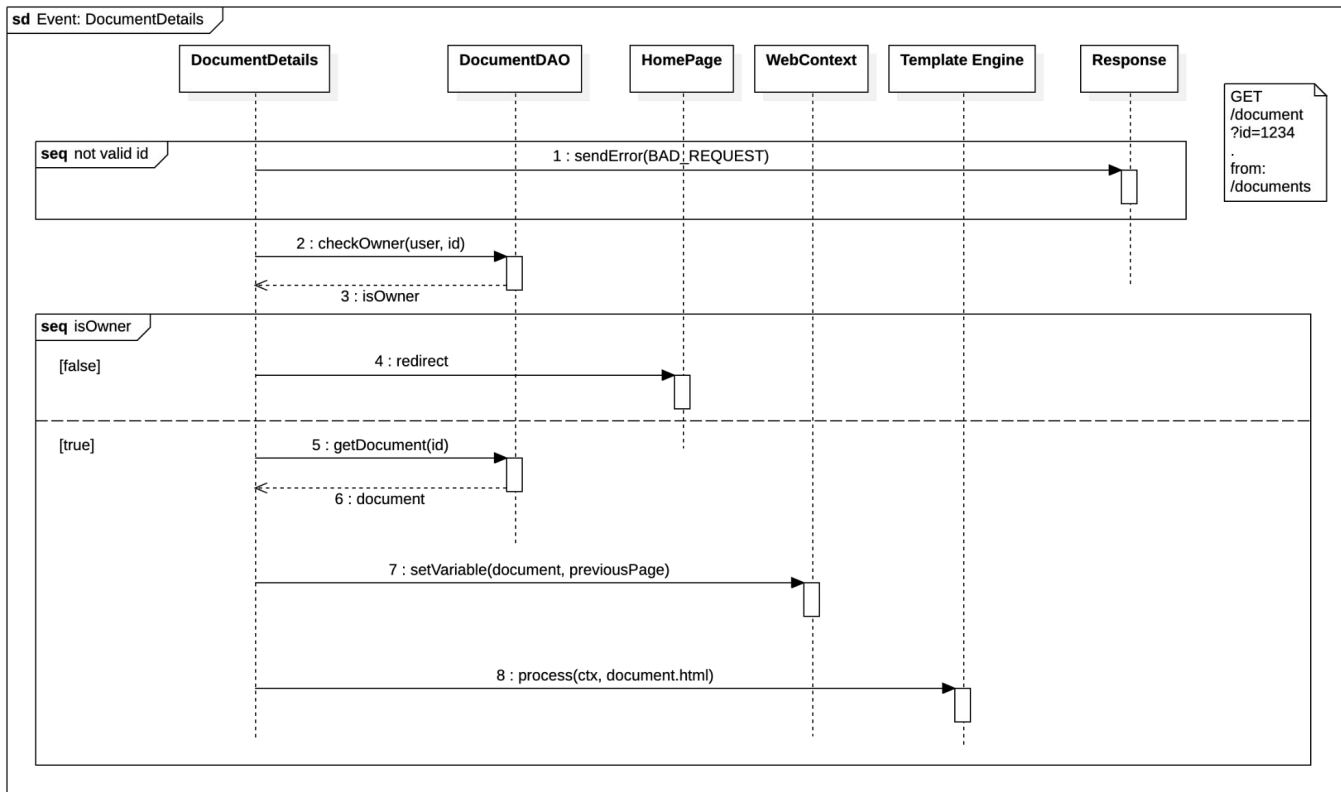 sd Event: DocumentDetails
DocumentDetails
DocumentDAO
HomePage
WebContext
Template Engine
Response
GET
/document
?id=1234
.
from:
/documents
seq not valid id
1 : sendError(BAD_REQUEST)
2 : checkOwner(user, id)
3 : isOwner
seq isOwner
[false]
4 : redirect
[true]
5 : getDocument(id)
6 : document
7 : setVariable(document, previousPage)
8 : process(ctx, document.html)